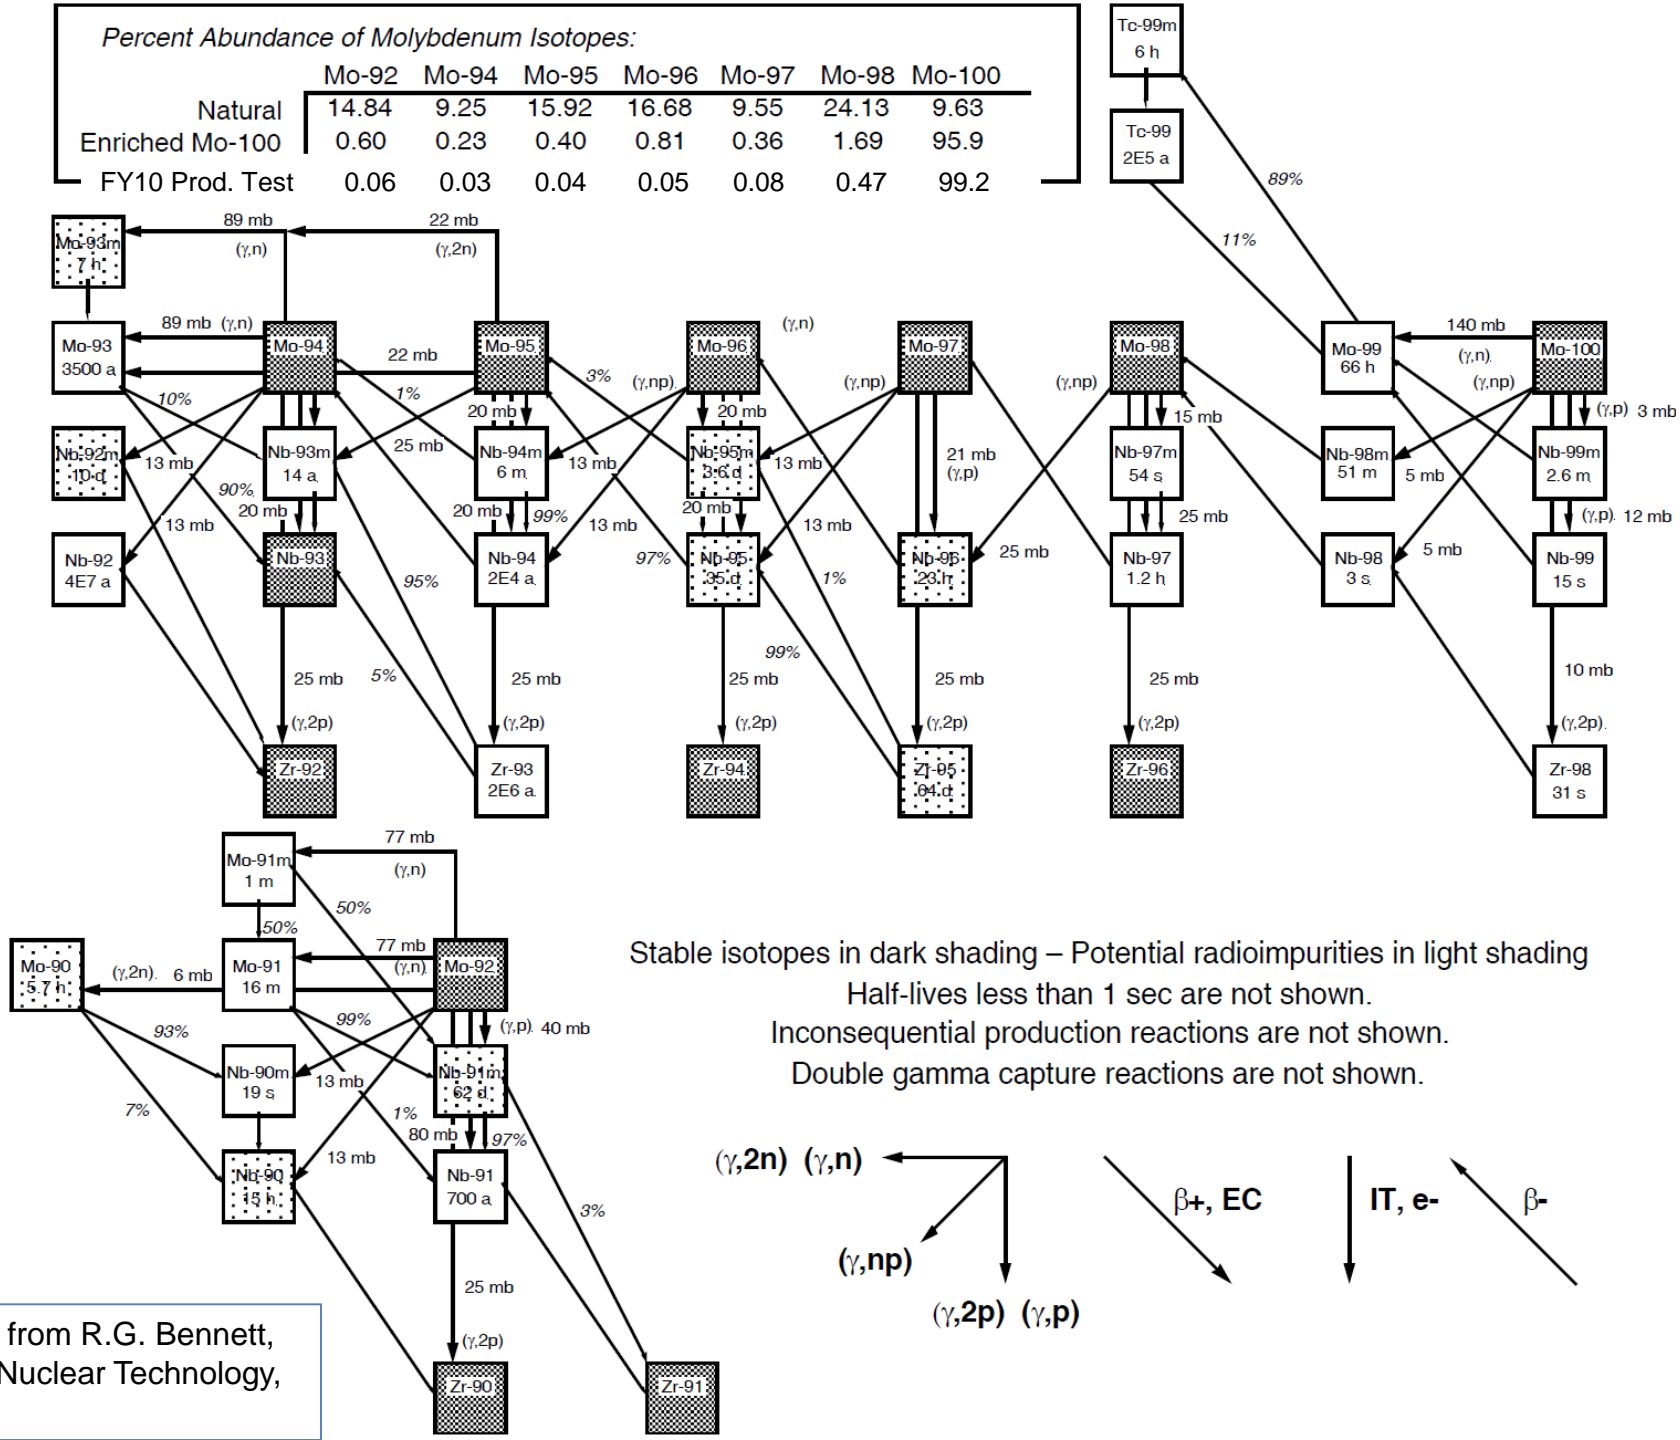 Percent Abundance of Molybdenum Isotopes:
Mo-92 Mo-94 Mo-95 Mo-96 Mo-97 Mo-98 Mo-100
Natural 14.84 9.25 15.92 16.68 9.55 24.13 9.63
Enriched Mo-100 0.60 0.23 0.40 0.81 0.36 1.69 95.9
FY10 Prod. Test 0.06 0.03 0.04 0.05 0.08 0.47 99.2
Tc-99m
6 h
Tc-99
2E5 a
89%
11%
Mo-93m
7 h
89 mb
(γ,n)
22 mb
(γ,2n)
Mo-93
3500 a
89 mb (γ,n)
Mo-94
22 mb
Mo-95
3%
Mo-96
(γ,n)
(γ,np)
Mo-97
(γ,np)
Mo-98
(γ,np)
Mo-99
66 h
140 mb
(γ,n)
(γ,np)
Mo-100
(γ,p) 3 mb
10%
1%
20 mb
20 mb
15 mb
Nb-92m
10 d
13 mb
Nb-93m
14 a
25 mb
Nb-94m
6 m
13 mb
Nb-95m
3.6 d
13 mb
21 mb
(γ,p)
Nb-97m
54 s
Nb-98m
51 m
5 mb
Nb-99m
2.6 m
90%
20 mb
13 mb
20 mb
99%
13 mb
20 mb
13 mb
25 mb
(γ,p) 12 mb
Nb-92
4E7 a
Nb-93
95%
Nb-94
2E4 a
97%
Nb-95
35 d
1%
Nb-96
23 h
25 mb
Nb-97
1.2 h
Nb-98
3 s
5 mb
Nb-99
15 s
99%
25 mb
5%
25 mb
25 mb
25 mb
25 mb
10 mb
(γ,2p)
(γ,2p)
(γ,2p)
(γ,2p)
(γ,2p)
(γ,2p)
Zr-92
Zr-93
2E6 a
Zr-94
Zr-95
64 d
Zr-96
Zr-98
31 s
Mo-91m
1 m
77 mb
(γ,n)
50%
50%
Mo-90
5.7 h
(γ,2n) 6 mb
Mo-91
16 m
77 mb
(γ,n)
Mo-92
93%
99%
(γ,p) 40 mb
Nb-90m
19 s
13 mb
Nb-91m
62 d
7%
1%
80 mb
97%
Nb-90
15 h
13 mb
Nb-91
700 a
3%
25 mb
(γ,2p)
Zr-90
Zr-91
Stable isotopes in dark shading – Potential radioimpurities in light shading
Half-lives less than 1 sec are not shown.
Inconsequential production reactions are not shown.
Double gamma capture reactions are not shown.
(γ,2n) (γ,n)
(γ,np)
(γ,2p) (γ,p)
β+, EC
IT, e-
β-
from R.G. Bennett,
Nuclear Technology,